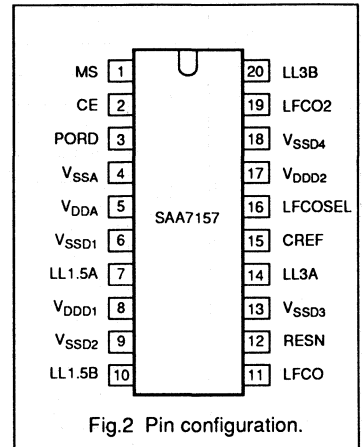 MS 1 20 LL3B
CE 2 19 LFCO2
PORD 3 18 VSSD4
VSSA 4 17 VDDD2
VDDA 5 16 LFCOSEL
SAA7157
VSSD1 6 15 CREF
LL1.5A 7 14 LL3A
VDDD1 8 13 VSSD3
VSSD2 9 12 RESN
LL1.5B 10 11 LFCO
Fig.2 Pin configuration.